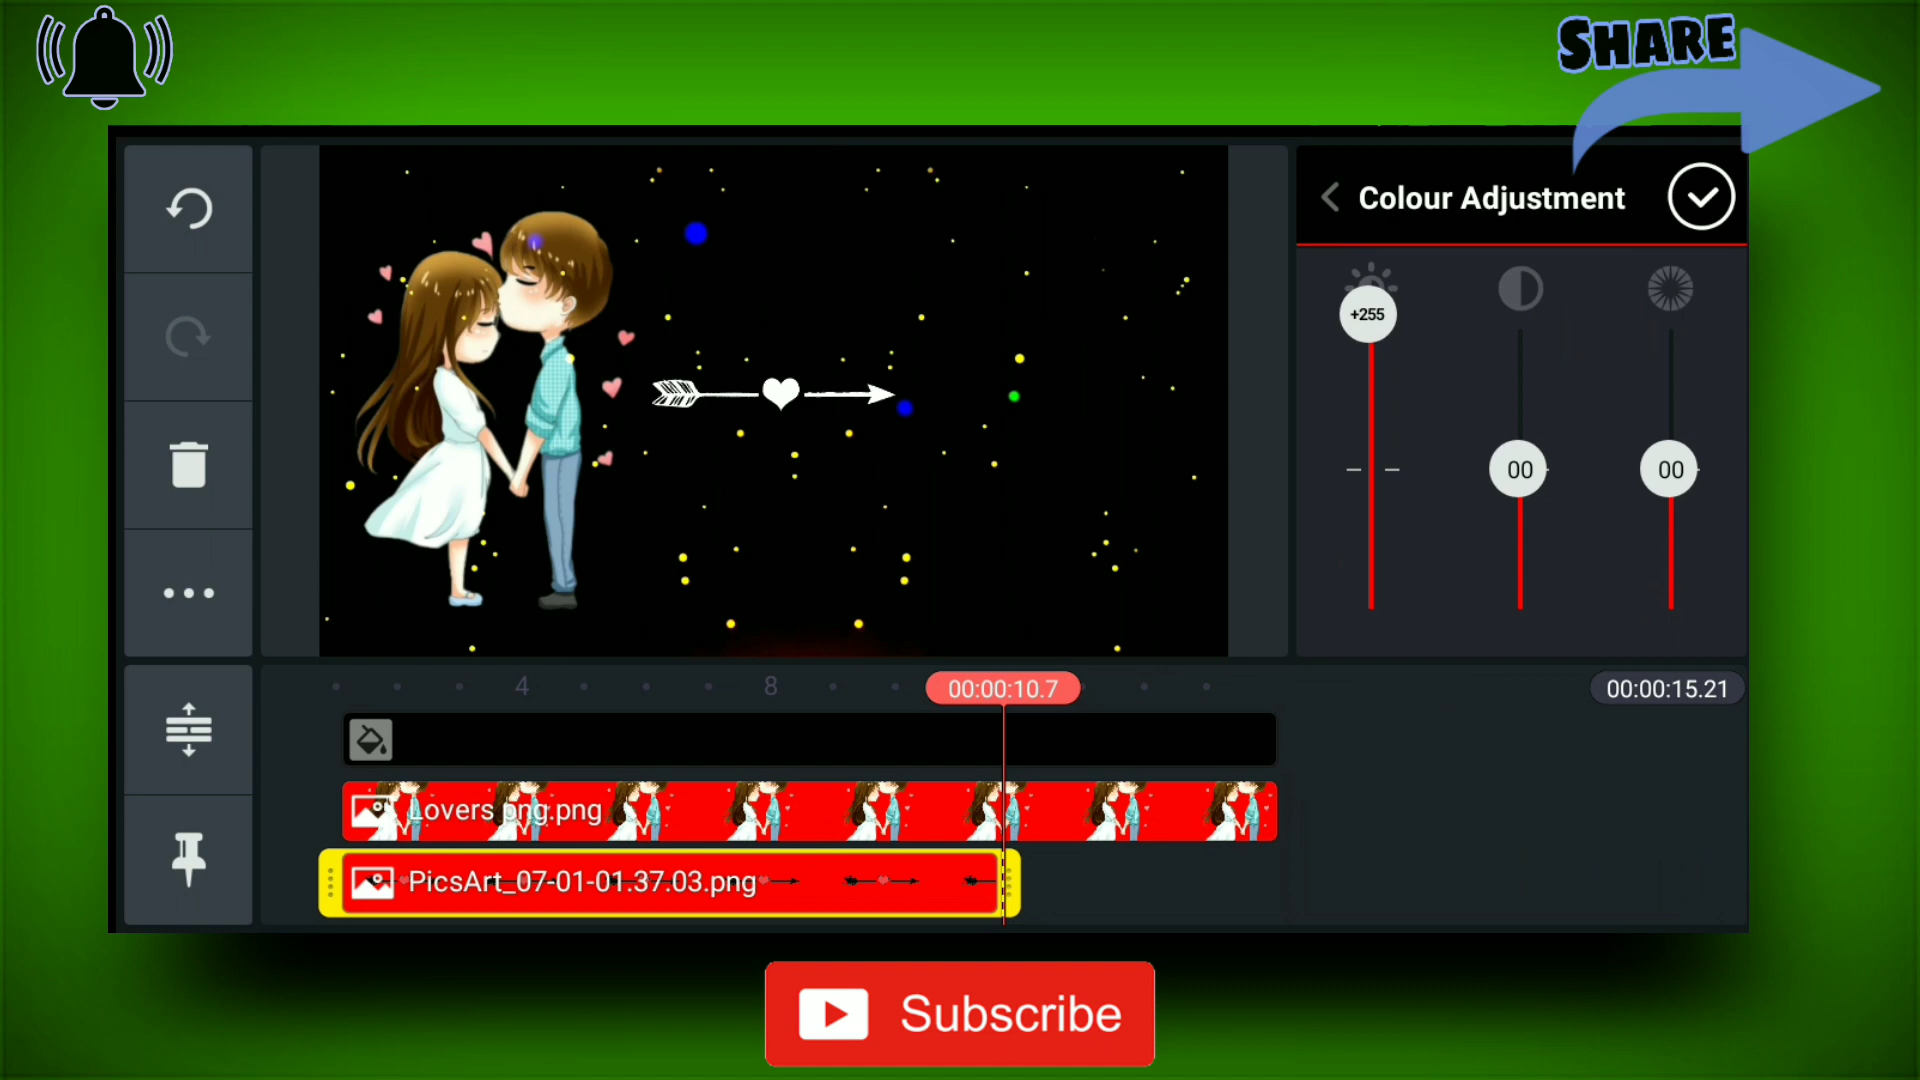 SHARE
Colour Adjustment
+255
00
00
4
8
00:00:10.7
00:00:15.21
Lovers png.png
PicsArt_07-01-01.37.03.png
Subscribe